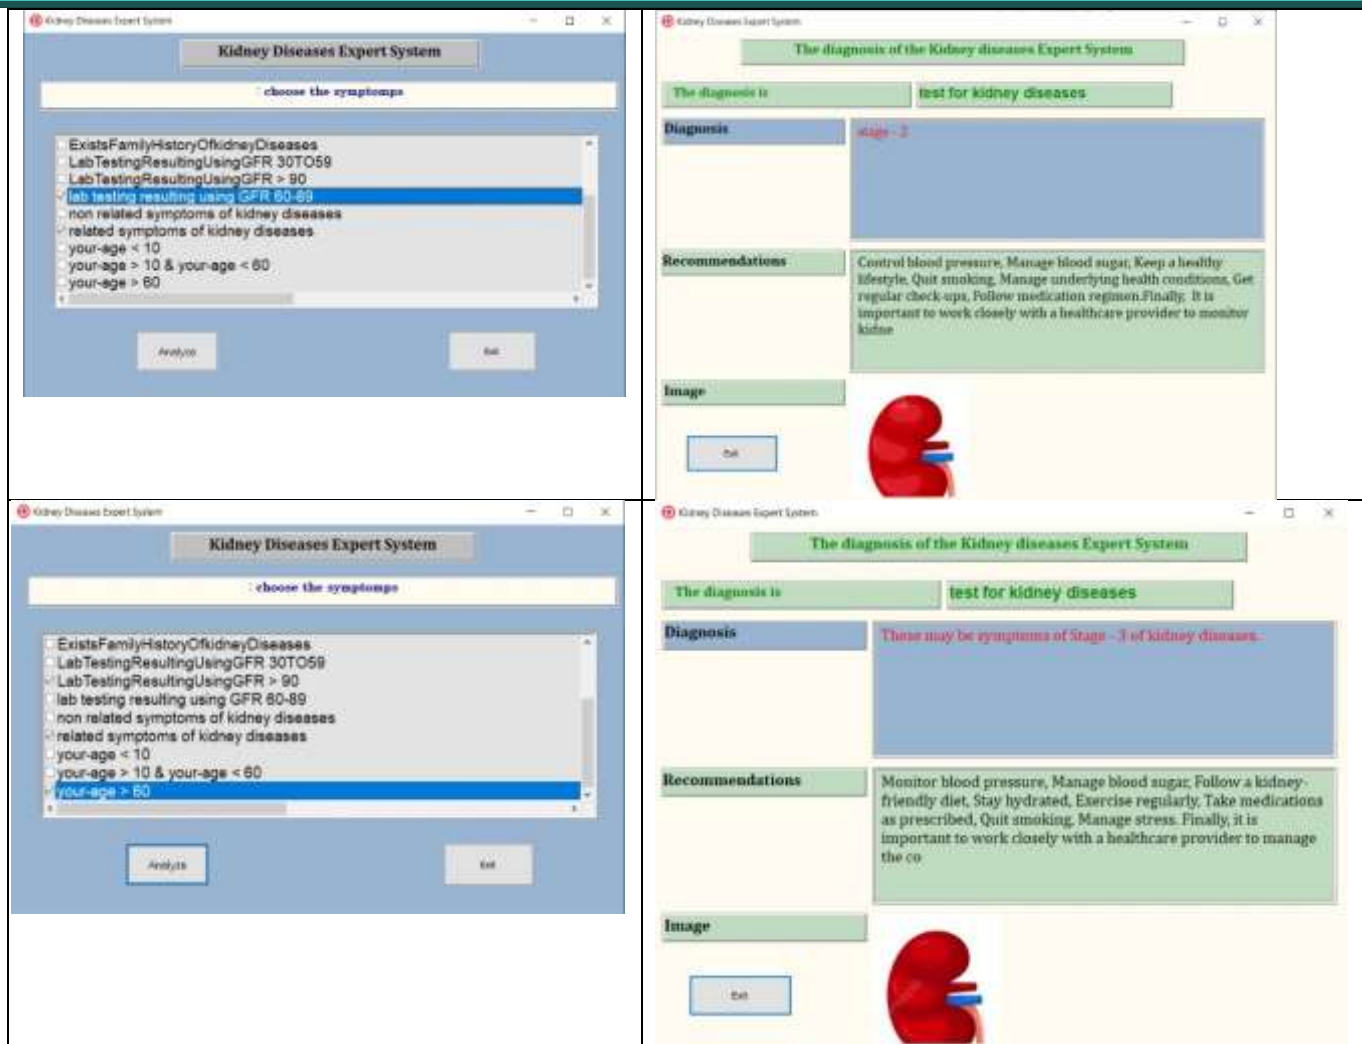 Kidney Diseases Expert System
Kidney Diseases Expert System
: choose the symptomps
ExistsFamilyHistoryOfkidneyDiseases
LabTestingResultingUsingGFR 30TO59
LabTestingResultingUsingGFR > 90
lab testing resulting using GFR 60-89
non related symptoms of kidney diseases
related symptoms of kidney diseases
your-age < 10
your-age > 10 & your-age < 60
your-age > 60
Analyze
Exit
Kidney Diseases Expert System
The diagnosis of the Kidney diseases Expert System
The diagnosis is
test for kidney diseases
Diagnosis
stage - 2
Recommendations
Control blood pressure, Manage blood sugar, Keep a healthy
lifestyle, Quit smoking, Manage underlying health conditions, Get
regular check-ups, Follow medication regimen.Finally, It is
important to work closely with a healthcare provider to monitor
kidne
Image
Exit
Kidney Diseases Expert System
Kidney Diseases Expert System
: choose the symptomps
ExistsFamilyHistoryOfkidneyDiseases
LabTestingResultingUsingGFR 30TO59
LabTestingResultingUsingGFR > 90
lab testing resulting using GFR 60-89
non related symptoms of kidney diseases
related symptoms of kidney diseases
your-age < 10
your-age > 10 & your-age < 60
your-age > 60
Analyze
Exit
Kidney Diseases Expert System
The diagnosis of the Kidney diseases Expert System
The diagnosis is
test for kidney diseases
Diagnosis
These may be symptoms of Stage - 3 of kidney diseases.
Recommendations
Monitor blood pressure, Manage blood sugar, Follow a kidney-
friendly diet, Stay hydrated, Exercise regularly, Take medications
as prescribed, Quit smoking, Manage stress. Finally, it is
important to work closely with a healthcare provider to manage
the co
Image
Exit